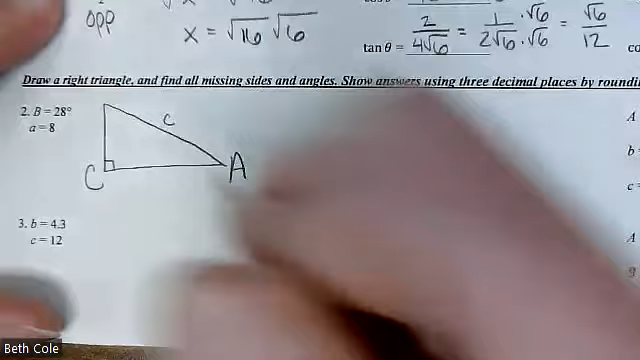 opp
x = √16 √6
tan θ = 2/4√6 = 1/2√6 · √6/√6 = √6/12
Draw a right triangle, and find all missing sides and angles. Show answers using three decimal places by
2. B = 28° A
a = 8
c
b =
C A
c =
3. b = 4.3
c = 12 A
Beth Cole